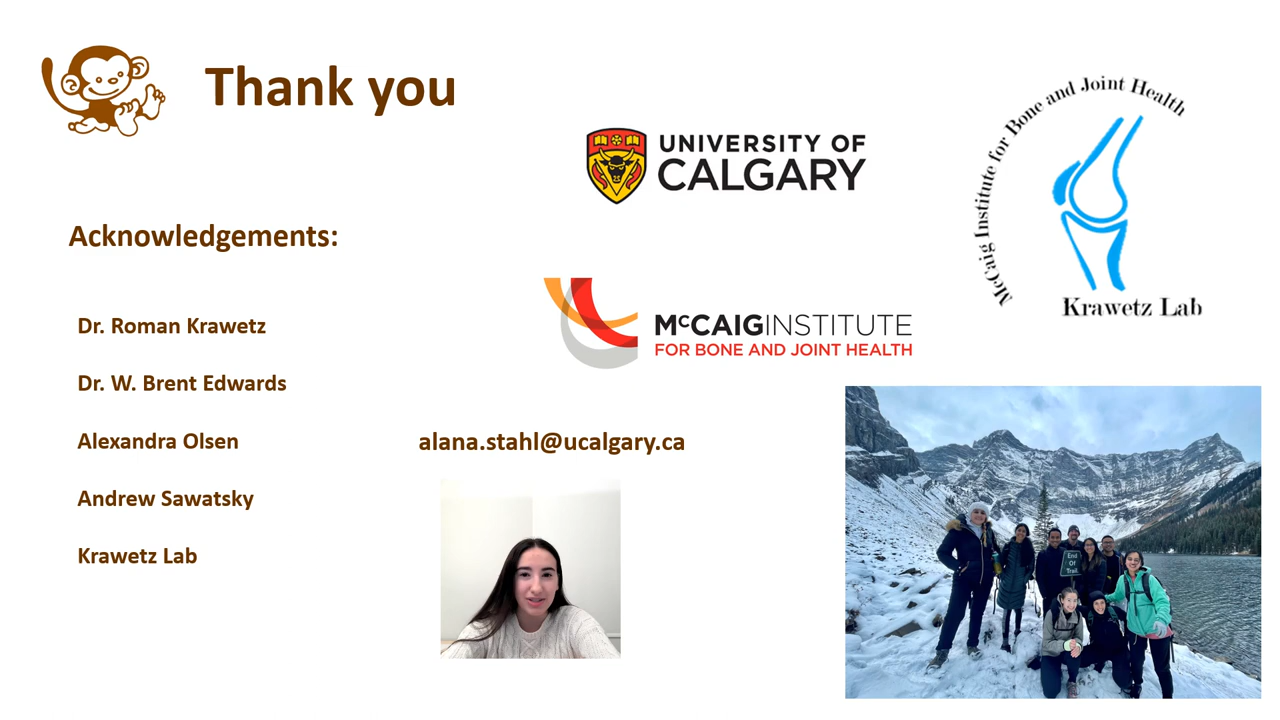 Thank you
UNIVERSITY OF
CALGARY
McCaig Institute for Bone and Joint Health
Krawetz Lab
Acknowledgements:
McCAIGINSTITUTE
FOR BONE AND JOINT HEALTH
Dr. Roman Krawetz
Dr. W. Brent Edwards
Alexandra Olsen
Andrew Sawatsky
Krawetz Lab
alana.stahl@ucalgary.ca
End
Of
Trail